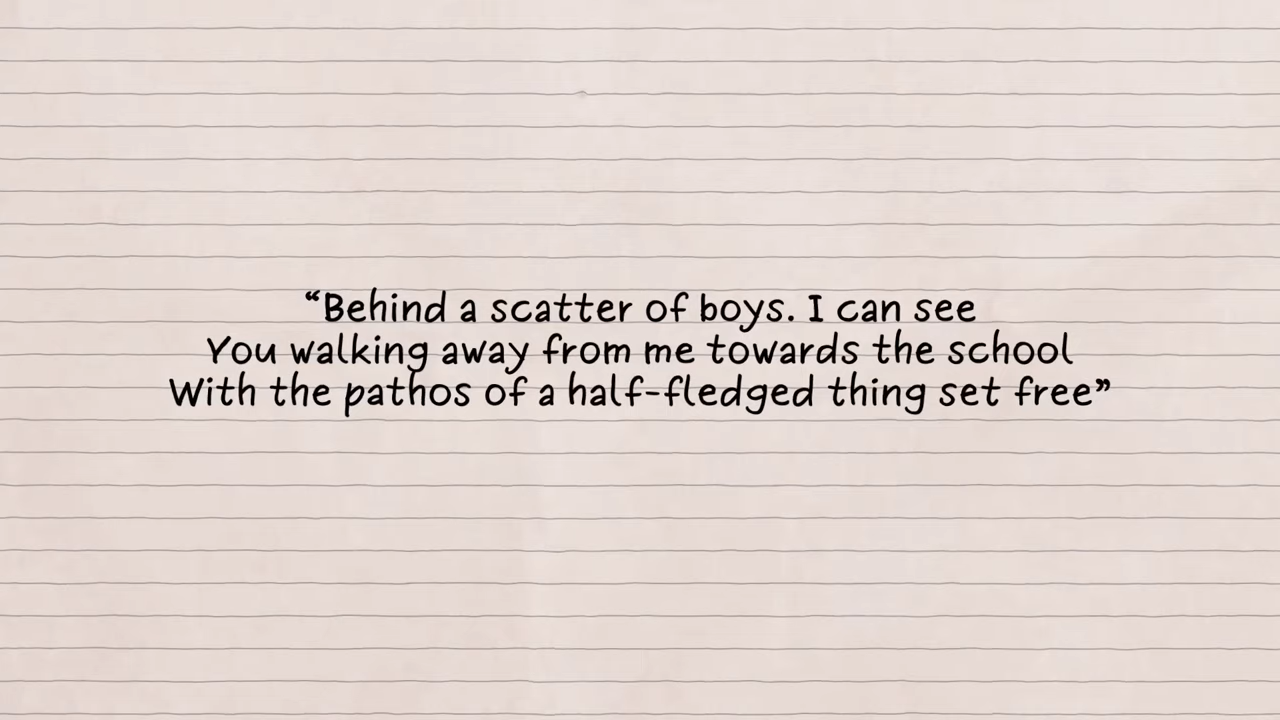 “Behind a scatter of boys. I can see
You walking away from me towards the school
With the pathos of a half-fledged thing set free”